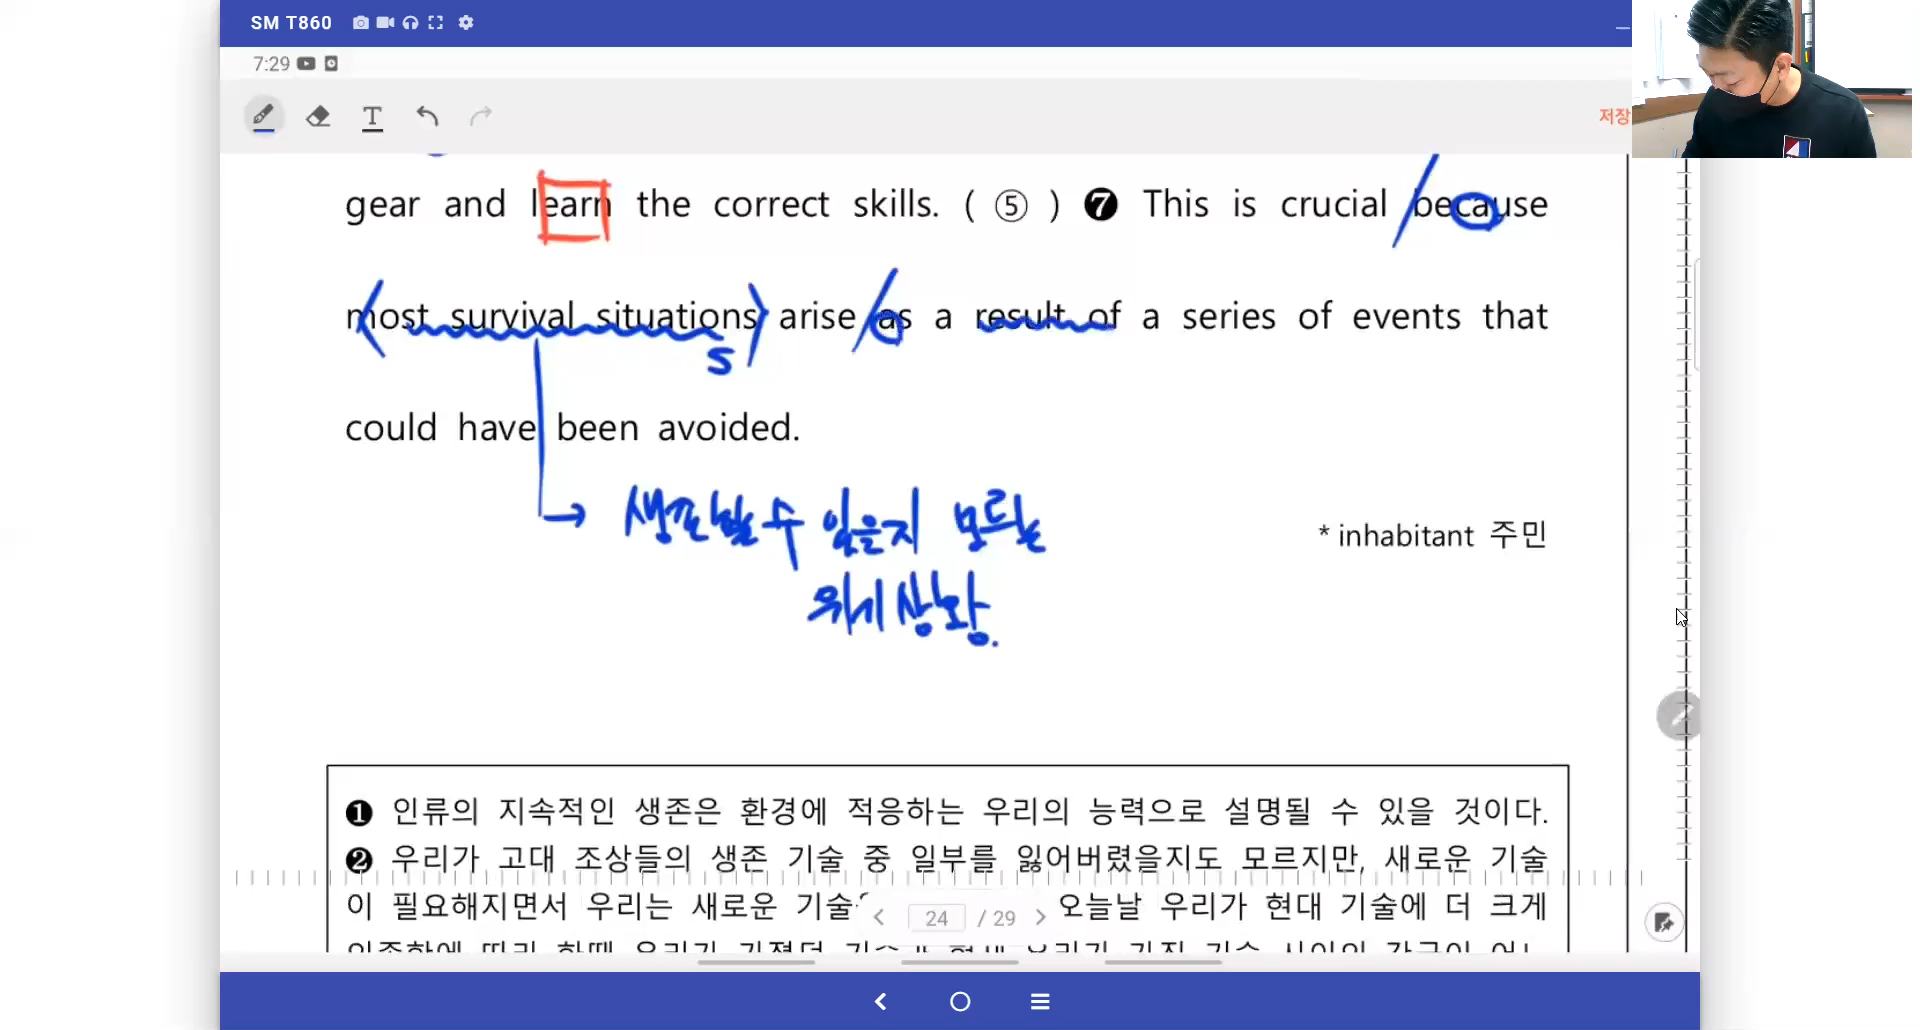 SM T860
7:29
T
저장
gear and learn the correct skills. ( ⑤ ) ❼ This is crucial because
most survival situations arise as a result of a series of events that
S
could have been avoided.
생존할 수 있을지 모르는
위기상황.
* inhabitant 주민
❶ 인류의 지속적인 생존은 환경에 적응하는 우리의 능력으로 설명될 수 있을 것이다.
❷ 우리가 고대 조상들의 생존 기술 중 일부를 잃어버렸을지도 모르지만, 새로운 기술
이 필요해지면서 우리는 새로운 기술 오늘날 우리가 현대 기술에 더 크게
24 / 29